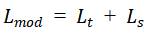 L_mod = L_t + L_s